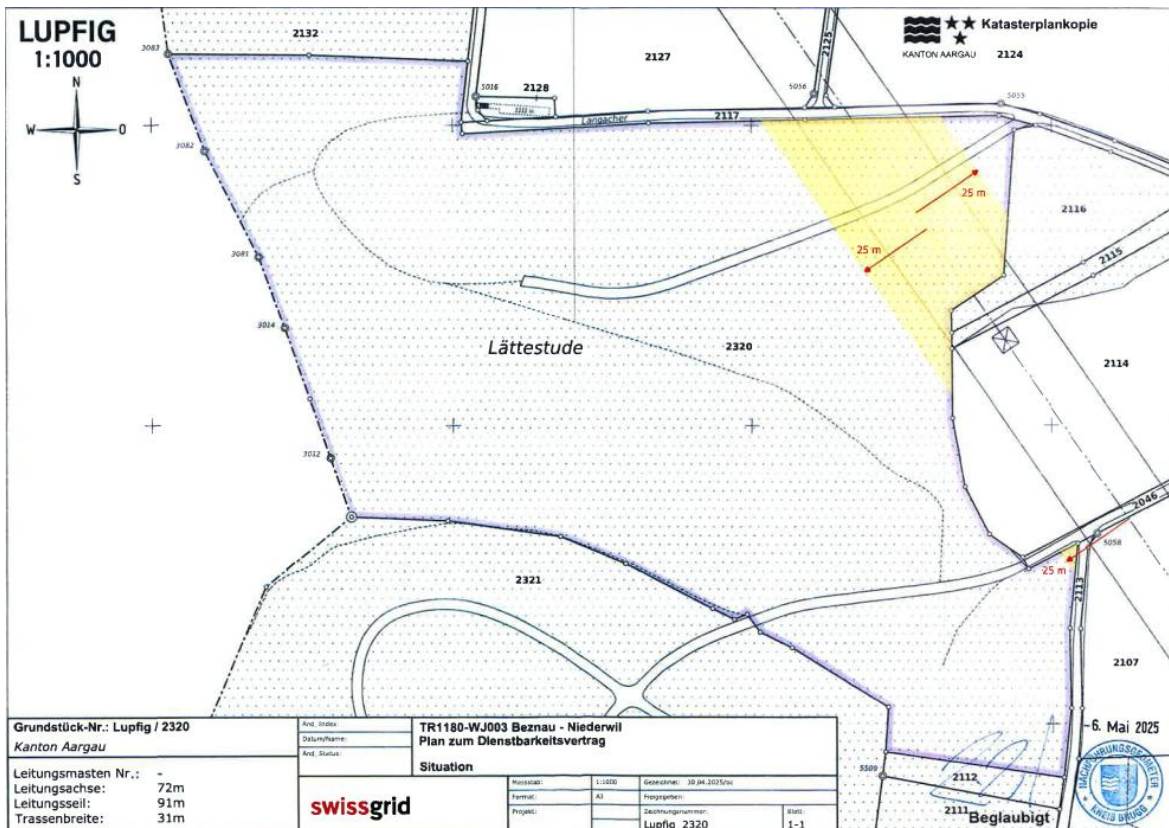 LUPFIG
1:1000
N
W
O
S
Katasterplankopie
KANTON AARGAU
2124
2132
2127
2125
3083
5016
2128
5056
5055
Langacher
2117
3082
25 m
2116
25 m
2115
3081
3014
Lättestude
2320
2114
3012
2046
5058
25 m
2321
2113
2107
-6. Mai 2025
5509
2112
2111
Beglaubigt
NACHFÜHRUNGSGEOMETER
KREIS BRUGG
Grundstück-Nr.: Lupfig / 2320
Kanton Aargau
Leitungsmasten Nr.: -
Leitungsachse: 72m
Leitungsseil: 91m
Trassenbreite: 31m
Änd. Index:
Datum/Name:
Änd. Status:
TR1180-WJ003 Beznau - Niederwil
Plan zum Dienstbarkeitsvertrag
Situation
swissgrid
Massstab: 1:1000
Gezeichnet: 30.04.2025/sc
Format: A3
Freigegeben:
Projekt:
Zeichnungsnummer:
Lupfig_2320
Blatt:
1-1